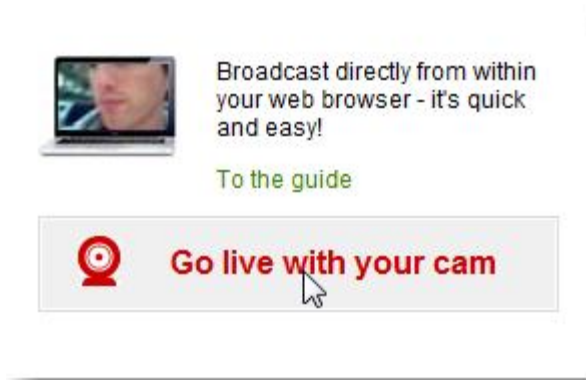 Broadcast directly from within
your web browser - it's quick
and easy!
To the guide
Go live with your cam